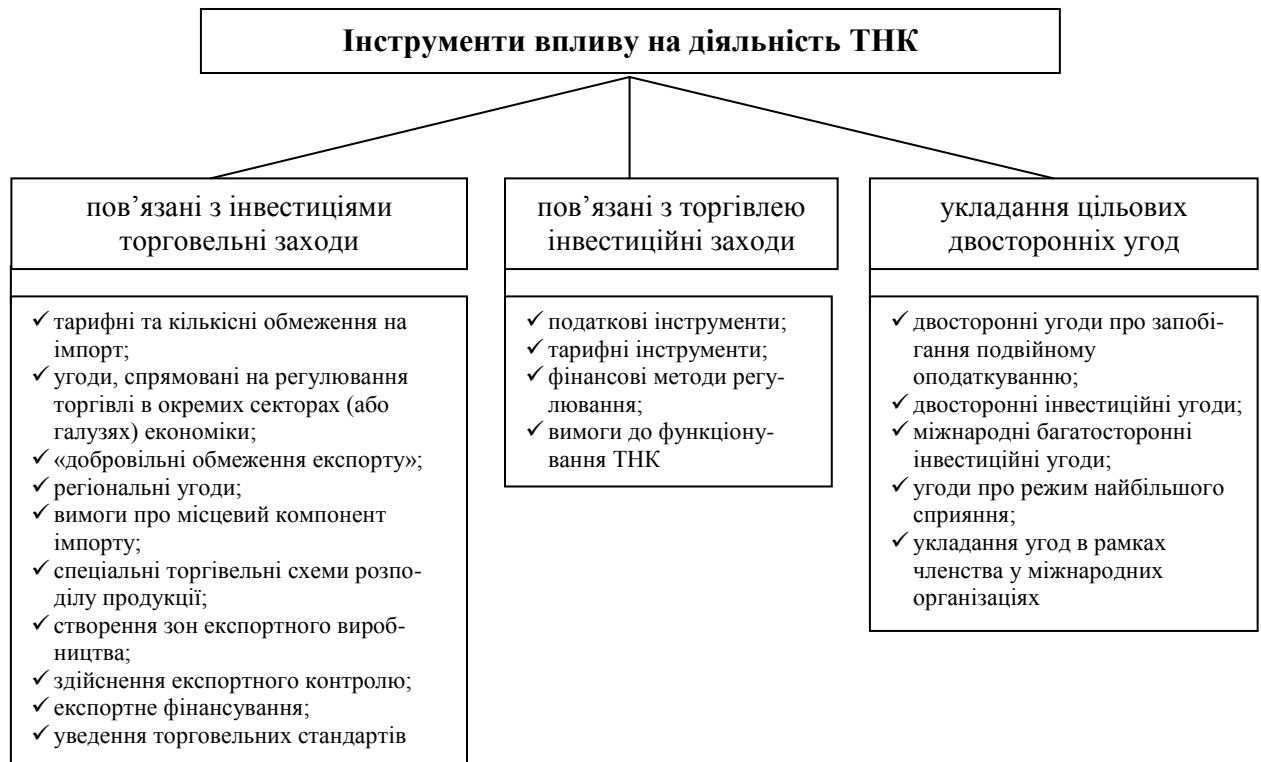 Інструменти впливу на діяльність ТНК
пов’язані з інвестиціями
торговельні заходи
✓ тарифні та кількісні обмеження на
імпорт;
✓ угоди, спрямовані на регулювання
торгівлі в окремих секторах (або
галузях) економіки;
✓ «добровільні обмеження експорту»;
✓ регіональні угоди;
✓ вимоги про місцевий компонент
імпорту;
✓ спеціальні торгівельні схеми розпо-
ділу продукції;
✓ створення зон експортного вироб-
ництва;
✓ здійснення експортного контролю;
✓ експортне фінансування;
✓ уведення торговельних стандартів
пов’язані з торгівлею
інвестиційні заходи
✓ податкові інструменти;
✓ тарифні інструменти;
✓ фінансові методи регу-
лювання;
✓ вимоги до функціону-
вання ТНК
укладання цільових
двосторонніх угод
✓ двосторонні угоди про запобі-
гання подвійному
оподаткуванню;
✓ двосторонні інвестиційні угоди;
✓ міжнародні багатосторонні
інвестиційні угоди;
✓ угоди про режим найбільшого
сприяння;
✓ укладання угод в рамках
членства у міжнародних
організаціях